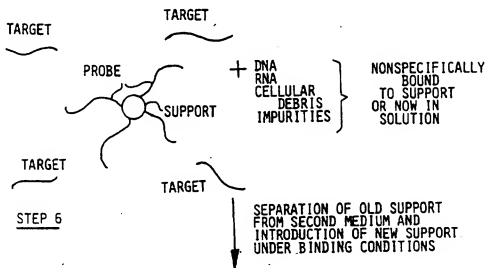 TARGET
TARGET
PROBE
SUPPORT
+ DNA
RNA
CELLULAR
DEBRIS
IMPURITIES
NONSPECIFICALLY
BOUND
TO SUPPORT
OR NOW IN
SOLUTION
TARGET
TARGET
STEP 6
SEPARATION OF OLD SUPPORT
FROM SECOND MEDIUM AND
INTRODUCTION OF NEW SUPPORT
UNDER BINDING CONDITIONS